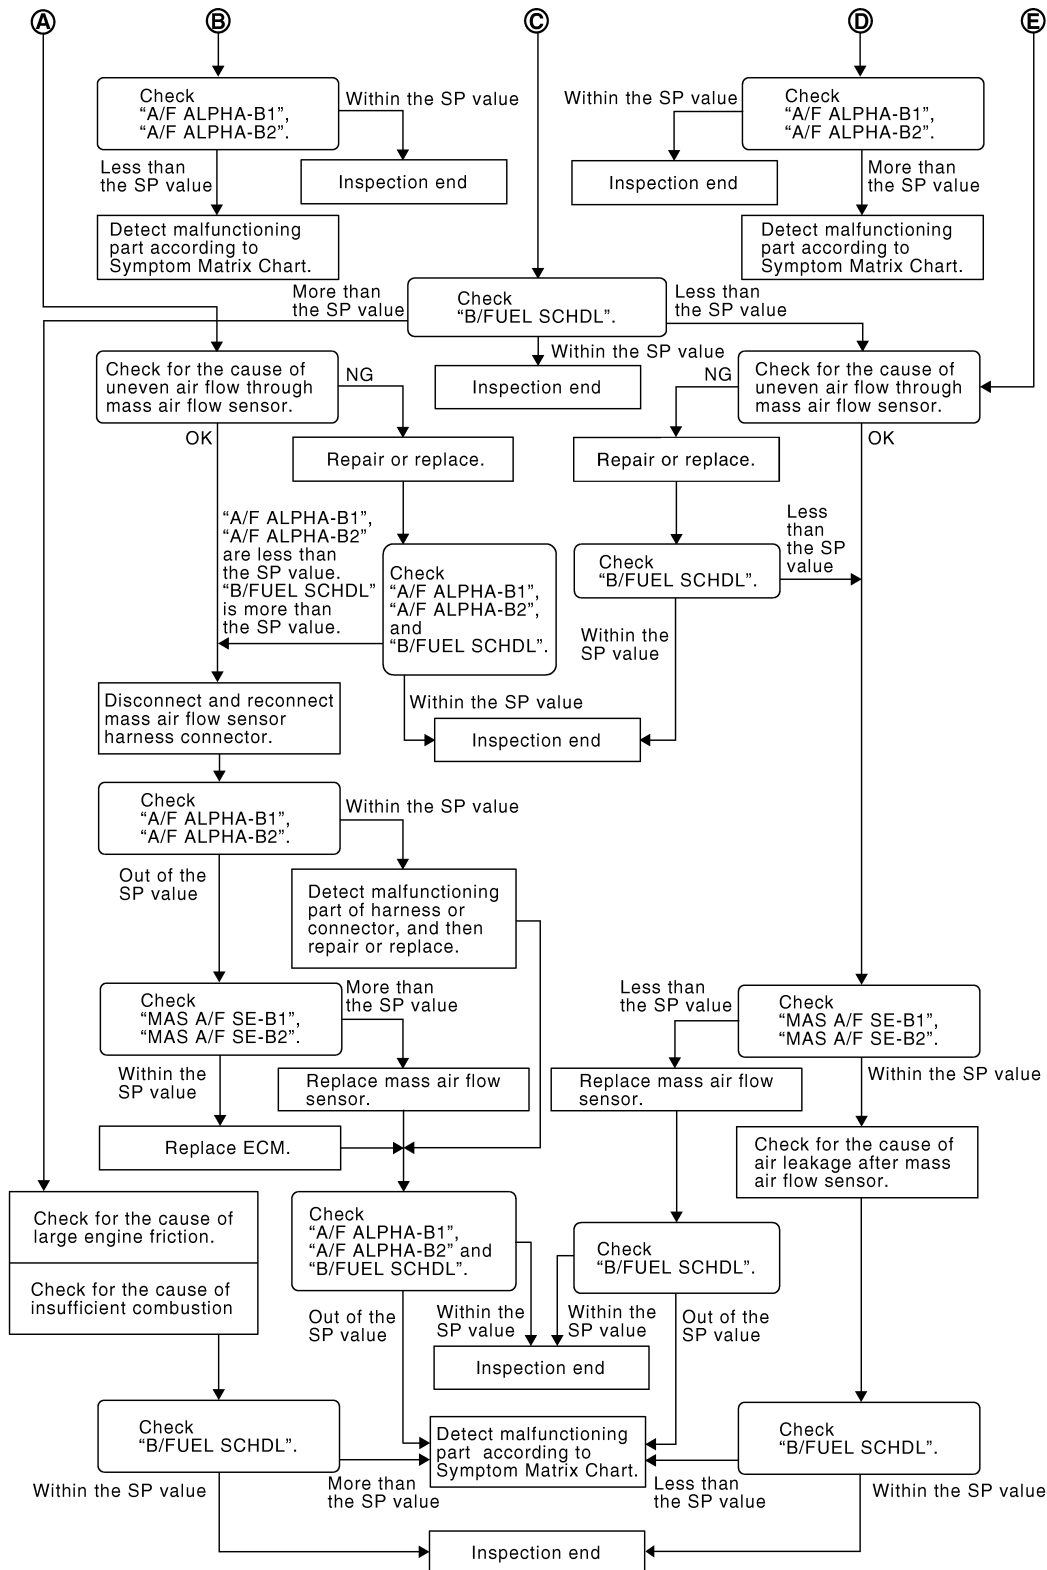 A
B
C
D
E
Check
“A/F ALPHA-B1”,
“A/F ALPHA-B2”.
Within the SP value
Less than
the SP value
Inspection end
Detect malfunctioning
part according to
Symptom Matrix Chart.
Within the SP value
Check
“A/F ALPHA-B1”,
“A/F ALPHA-B2”.
Inspection end
More than
the SP value
Detect malfunctioning
part according to
Symptom Matrix Chart.
More than
the SP value
Check
“B/FUEL SCHDL”.
Less than
the SP value
Within the SP value
Inspection end
Check for the cause of
uneven air flow through
mass air flow sensor.
NG
OK
Repair or replace.
NG
Check for the cause of
uneven air flow through
mass air flow sensor.
OK
Repair or replace.
“A/F ALPHA-B1”,
“A/F ALPHA-B2”
are less than
the SP value.
“B/FUEL SCHDL”
is more than
the SP value.
Check
“A/F ALPHA-B1”,
“A/F ALPHA-B2”,
and
“B/FUEL SCHDL”.
Check
“B/FUEL SCHDL”.
Less
than
the SP
value
Within the
SP value
Within the SP value
Inspection end
Disconnect and reconnect
mass air flow sensor
harness connector.
Check
“A/F ALPHA-B1”,
“A/F ALPHA-B2”.
Within the SP value
Out of the
SP value
Detect malfunctioning
part of harness or
connector, and then
repair or replace.
Check
“MAS A/F SE-B1”,
“MAS A/F SE-B2”.
More than
the SP value
Within the
SP value
Replace mass air flow
sensor.
Replace ECM.
Less than
the SP value
Check
“MAS A/F SE-B1”,
“MAS A/F SE-B2”.
Within the SP value
Replace mass air flow
sensor.
Check for the cause of
air leakage after mass
air flow sensor.
Check for the cause of
large engine friction.
Check for the cause of
insufficient combustion
Check
“A/F ALPHA-B1”,
“A/F ALPHA-B2” and
“B/FUEL SCHDL”.
Check
“B/FUEL SCHDL”.
Out of the
SP value
Within the
SP value
Within the
SP value
Out of the
SP value
Inspection end
Check
“B/FUEL SCHDL”.
Detect malfunctioning
part according to
Symptom Matrix Chart.
Check
“B/FUEL SCHDL”.
Within the SP value
More than
the SP value
Less than
the SP value
Within the SP value
Inspection end